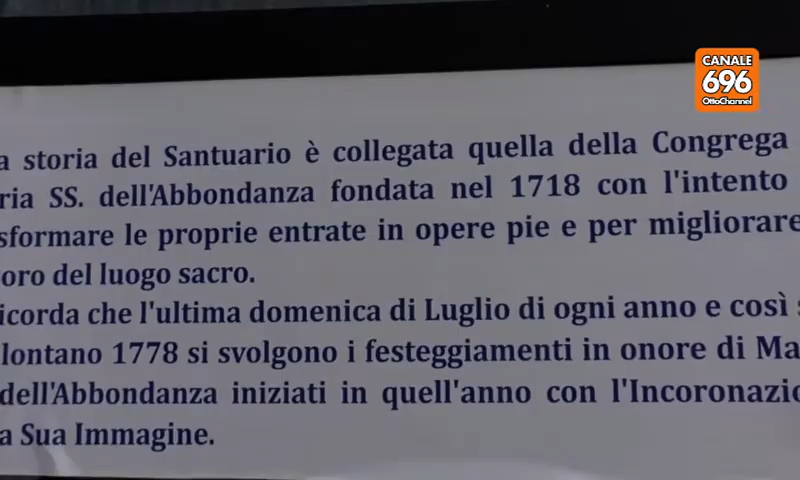 CANALE
696
OttoChannel
a storia del Santuario è collegata quella della Congrega
ria SS. dell'Abbondanza fondata nel 1718 con l'intento
sformare le proprie entrate in opere pie e per migliorare
oro del luogo sacro.
icorda che l'ultima domenica di Luglio di ogni anno e così s
lontano 1778 si svolgono i festeggiamenti in onore di Ma
dell'Abbondanza iniziati in quell'anno con l'Incoronazio
a Sua Immagine.